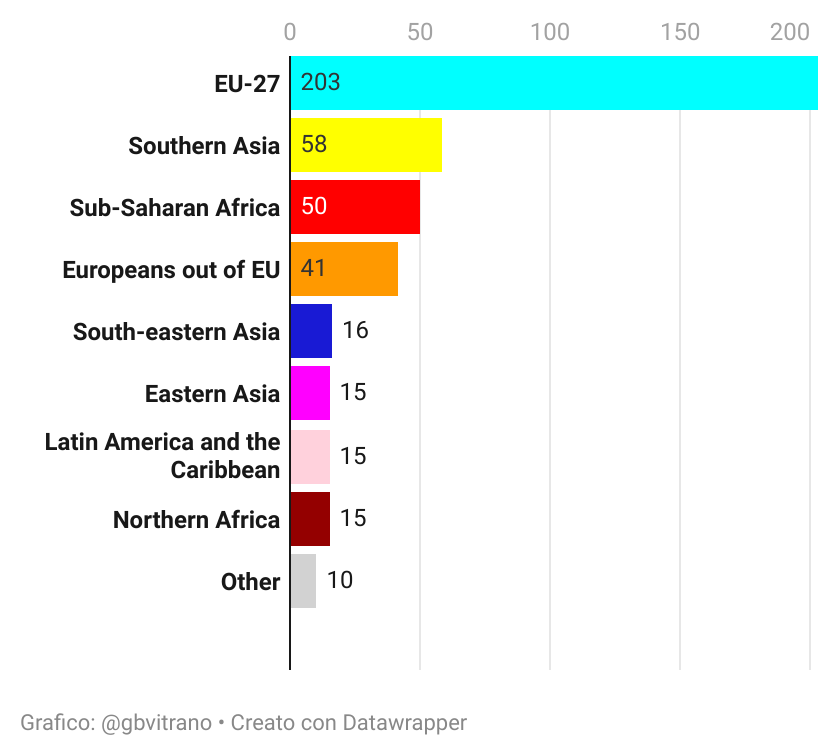 0 50 100 150 200
EU-27 203
Southern Asia 58
Sub-Saharan Africa 50
Europeans out of EU 41
South-eastern Asia 16
Eastern Asia 15
Latin America and the
Caribbean 15
Northern Africa 15
Other 10
Grafico: @gbvitrano • Creato con Datawrapper